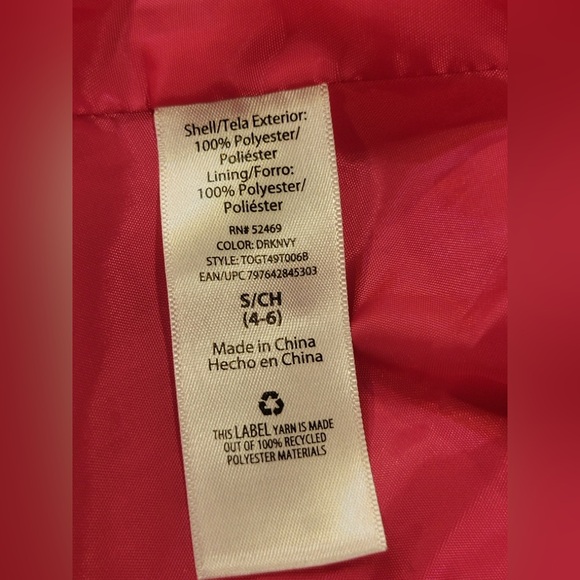 Shell/Tela Exterior:
100% Polyester/
Poliéster
Lining/Forro:
100% Polyester/
Poliéster
RN# 52469
COLOR: DRKNVY
STYLE: TOGT49T006B
EAN/UPC 797642845303
S/CH
(4-6)
Made in China
Hecho en China
THIS LABEL YARN IS MADE
OUT OF 100% RECYCLED
POLYESTER MATERIALS